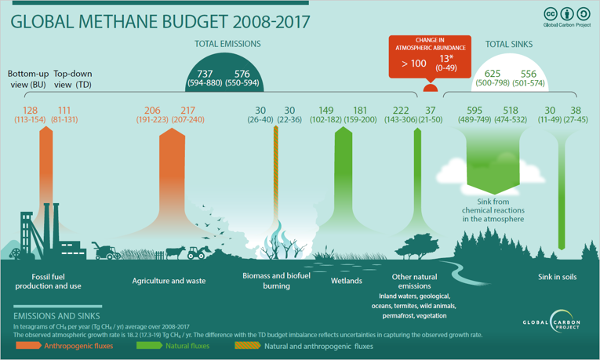 GLOBAL METHANE BUDGET 2008-2017
Global Carbon Project
TOTAL EMISSIONS
CHANGE IN
ATMOSPHERIC ABUNDANCE
TOTAL SINKS
Bottom-up
view (BU)
Top-down
view (TD)
737
(594-880)
576
(550-594)
> 100
13*
(0-49)
625
(500-798)
556
(501-574)
128
(113-154)
111
(81-131)
206
(191-223)
217
(207-240)
30
(26-40)
30
(22-36)
149
(102-182)
181
(159-200)
222
(143-306)
37
(21-50)
595
(489-749)
518
(474-532)
30
(11-49)
38
(27-45)
Sink from
chemical reactions
in the atmosphere
Fossil fuel
production and use
Agriculture and waste
Biomass and biofuel
burning
Wetlands
Other natural
emissions
Inland waters, geological,
oceans, termites, wild animals,
permafrost, vegetation
Sink in soils
EMISSIONS AND SINKS
In teragrams of CH₄ per year (Tg CH₄ / yr) average over 2008-2017
The observed atmospheric growth rate is 18.2 (17.3-19) Tg CH₄ / yr. The difference with the TD budget imbalance reflects uncertainties in capturing the observed growth rate.
Anthropogenic fluxes
Natural fluxes
Natural and anthropogenic fluxes
GLOBAL CARBON
PROJECT